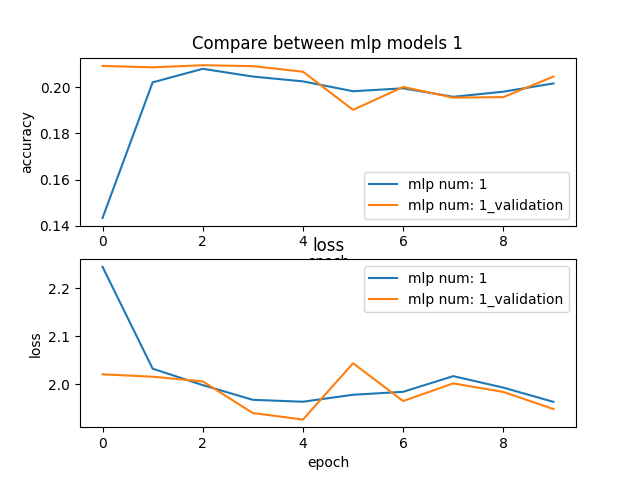 Compare between mlp models 1
accuracy
0.20
0.18
0.16
0.14
mlp num: 1
mlp num: 1_validation
0 2 4 6 8
loss
loss
2.2
2.1
2.0
mlp num: 1
mlp num: 1_validation
0 2 4 6 8
epoch